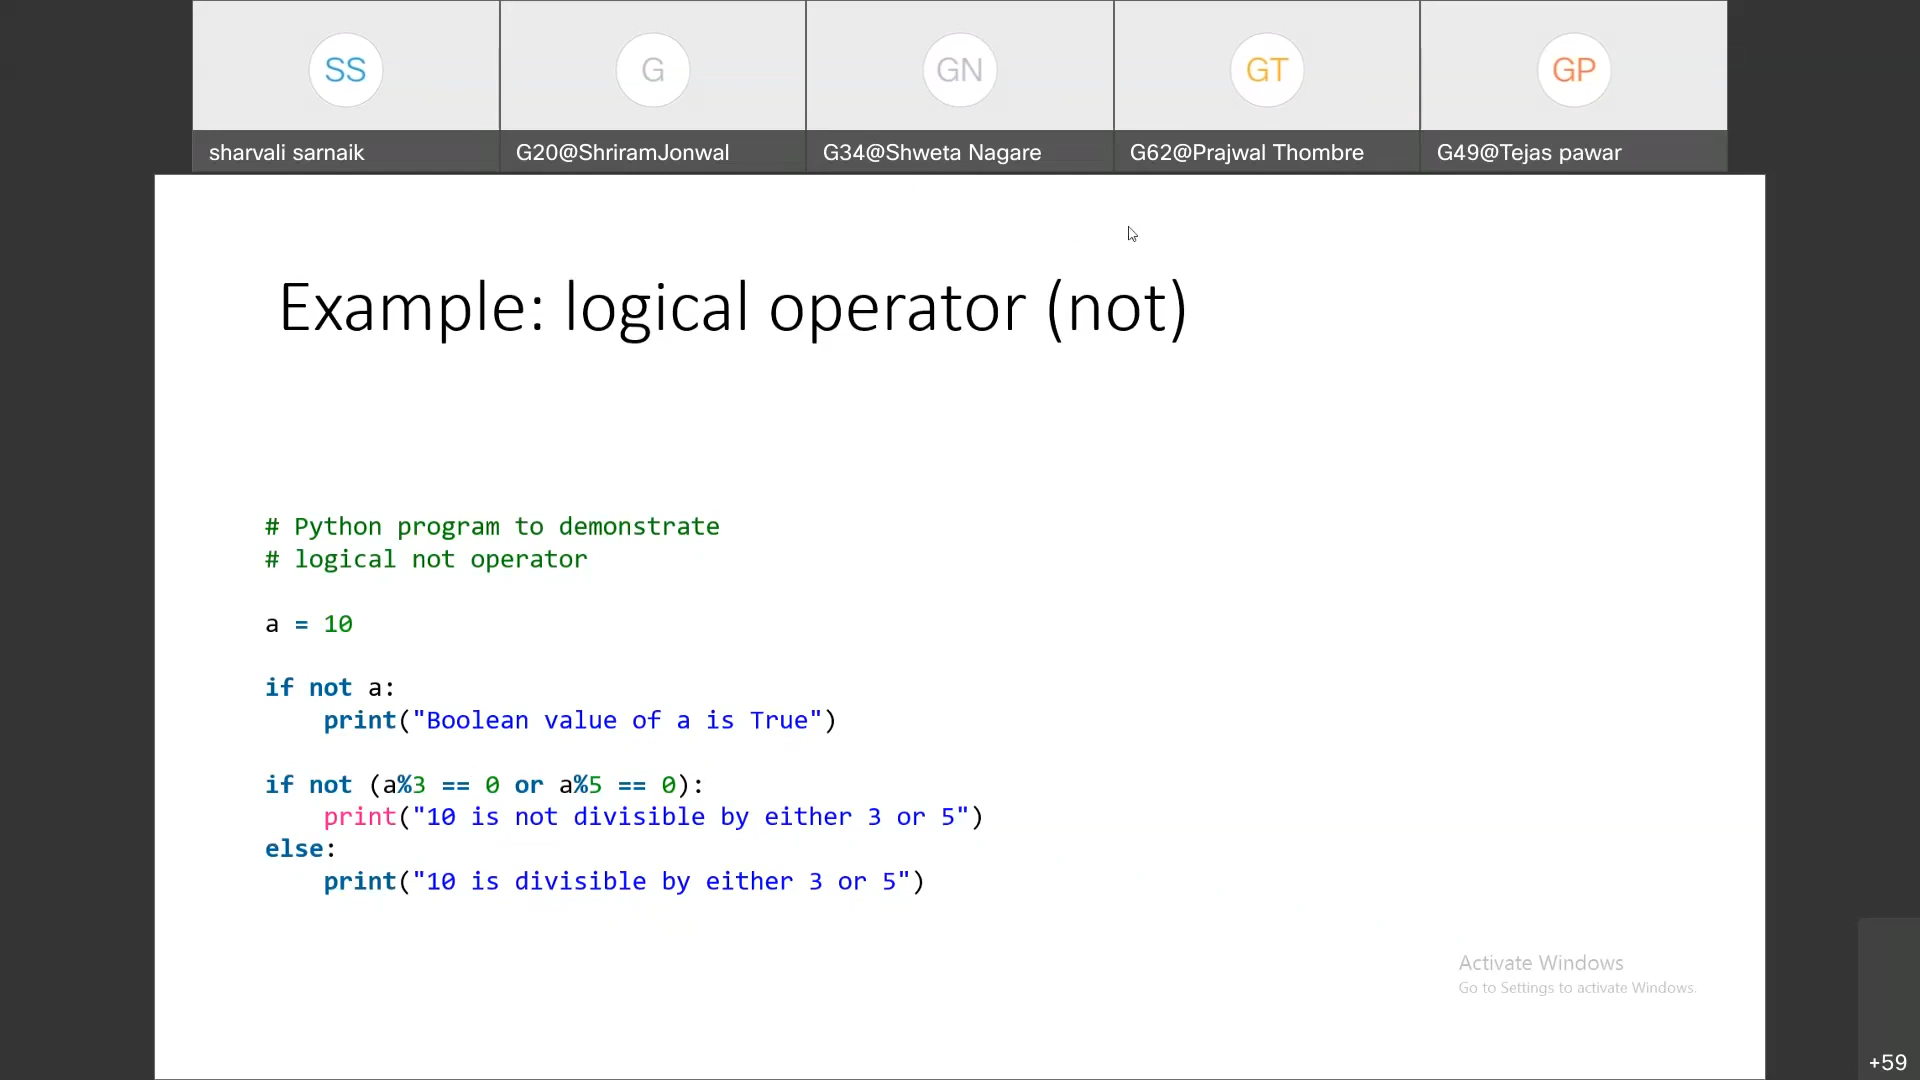 SS
G
GN
GT
GP
sharvali sarnaik
G20@ShriramJonwal
G34@Shweta Nagare
G62@Prajwal Thombre
G49@Tejas pawar
Example: logical operator (not)
# Python program to demonstrate
# logical not operator
a = 10
if not a:
    print("Boolean value of a is True")
if not (a%3 == 0 or a%5 == 0):
    print("10 is not divisible by either 3 or 5")
else:
    print("10 is divisible by either 3 or 5")
Activate Windows
Go to Settings to activate Windows.
+59